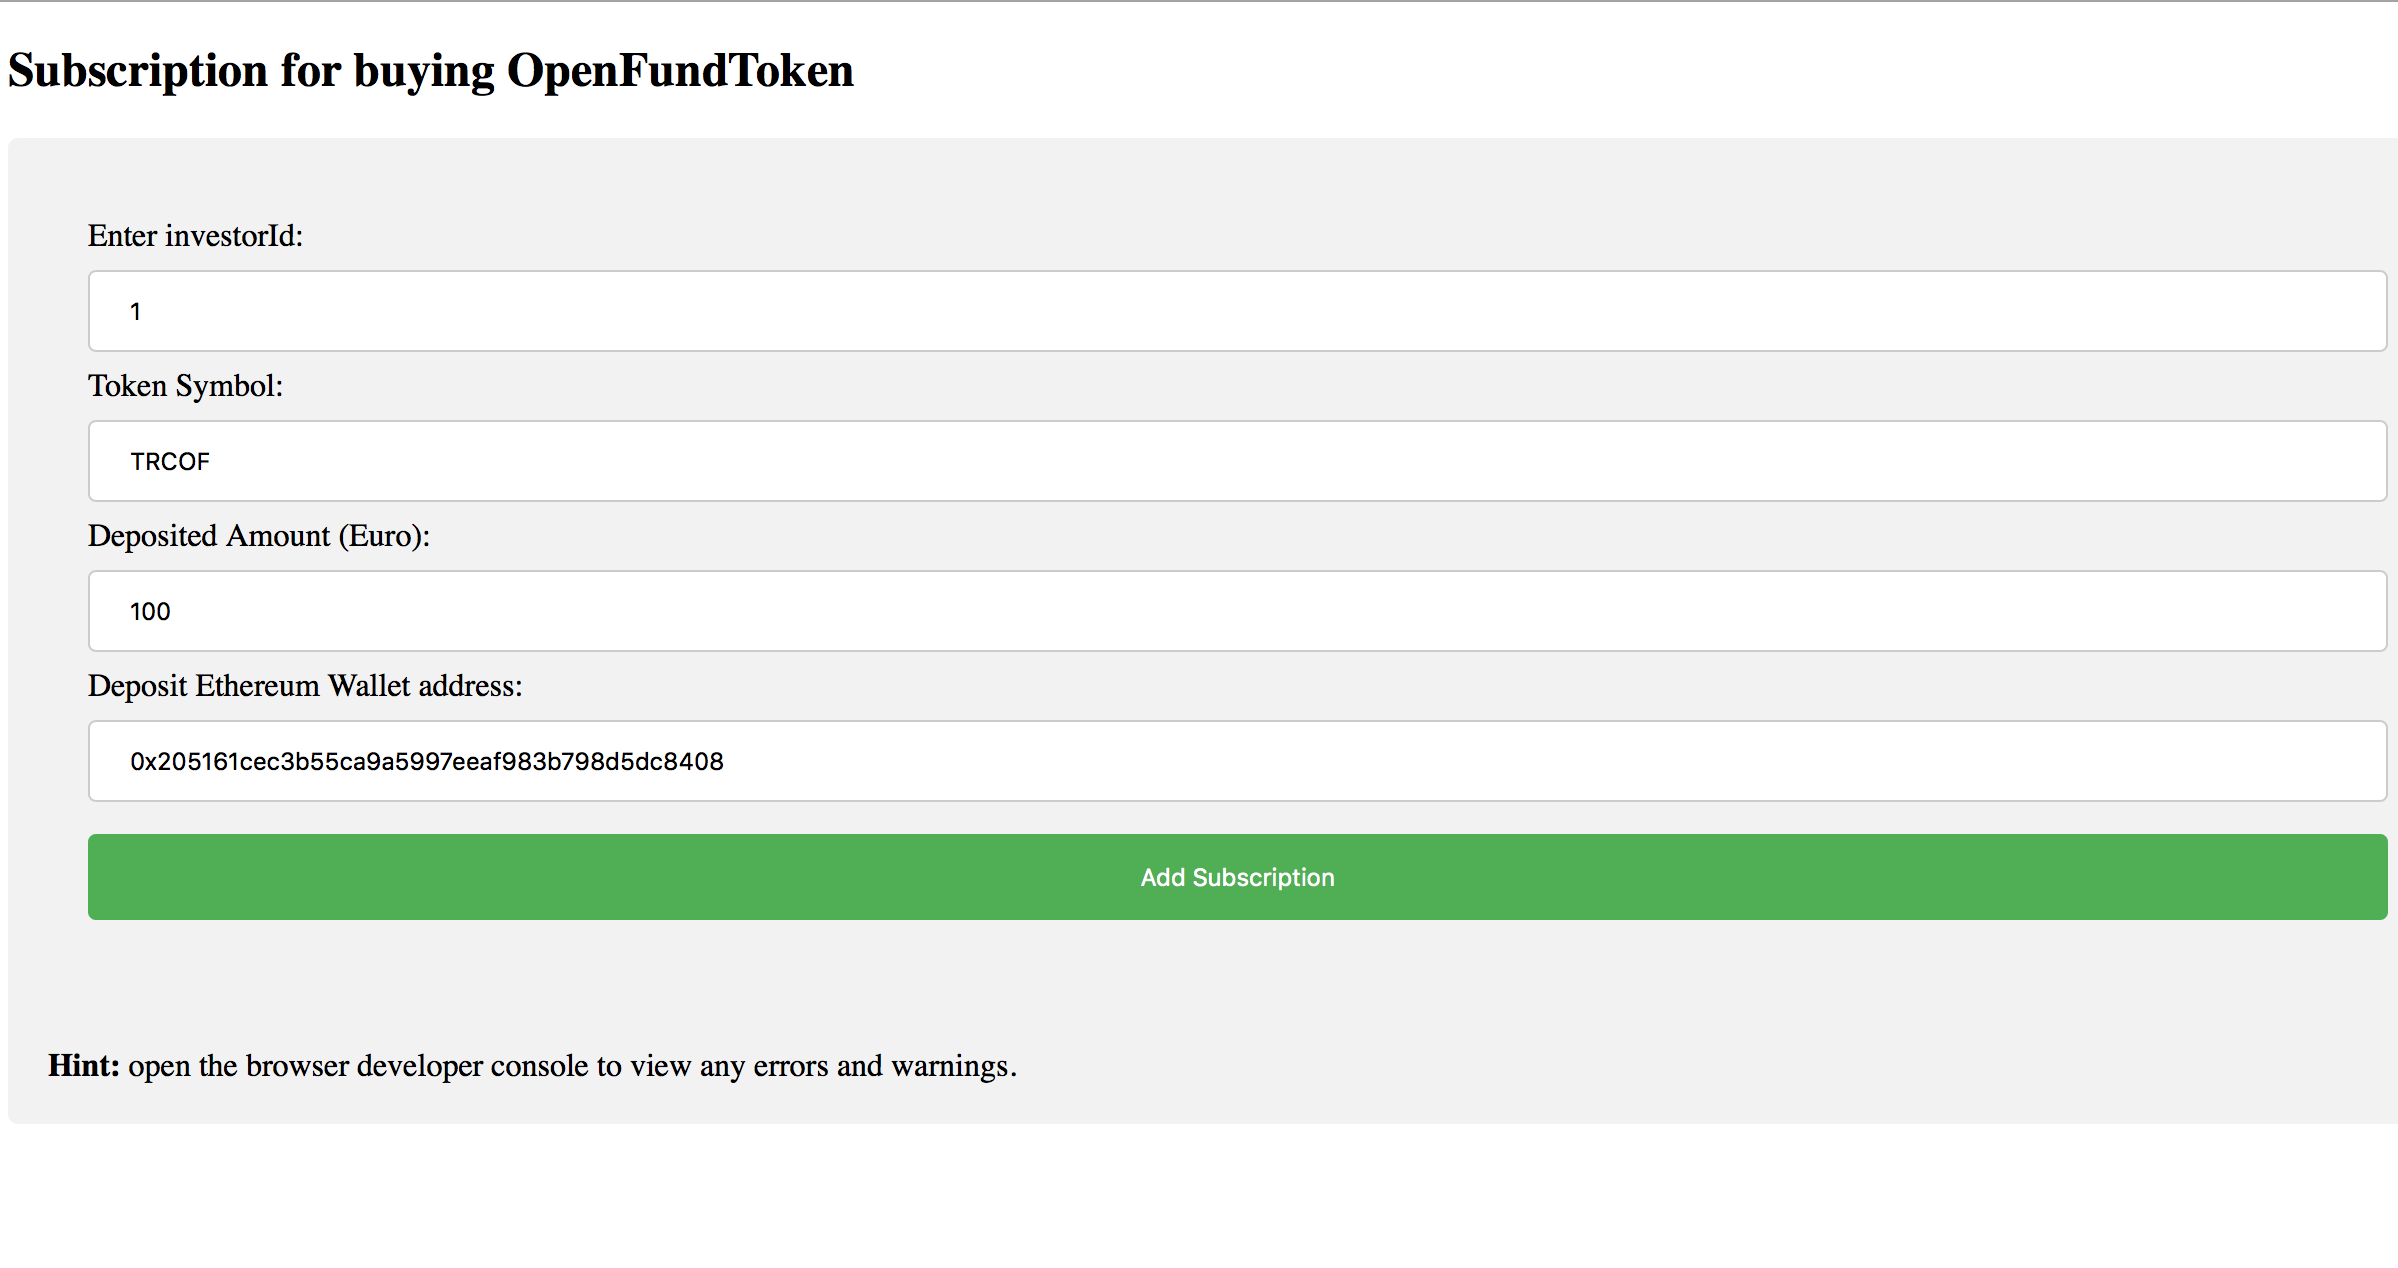 Subscription for buying OpenFundToken
Enter investorId:
1
Token Symbol:
TRCOF
Deposited Amount (Euro):
100
Deposit Ethereum Wallet address:
0x205161cec3b55ca9a5997eeaf983b798d5dc8408
Add Subscription
Hint: open the browser developer console to view any errors and warnings.